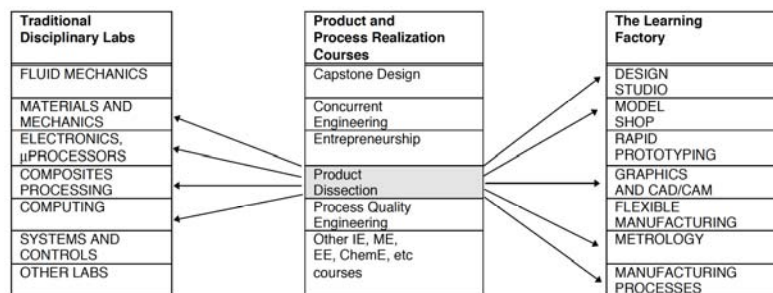 Traditional
Disciplinary Labs
FLUID MECHANICS
MATERIALS AND
MECHANICS
ELECTRONICS,
µPROCESSORS
COMPOSITES
PROCESSING
COMPUTING
SYSTEMS AND
CONTROLS
OTHER LABS
Product and
Process Realization
Courses
Capstone Design
Concurrent
Engineering
Entrepreneurship
Product
Dissection
Process Quality
Engineering
Other IE, ME,
EE, ChemE, etc
courses
The Learning
Factory
DESIGN
STUDIO
MODEL
SHOP
RAPID
PROTOTYPING
GRAPHICS
AND CAD/CAM
FLEXIBLE
MANUFACTURING
METROLOGY
MANUFACTURING
PROCESSES